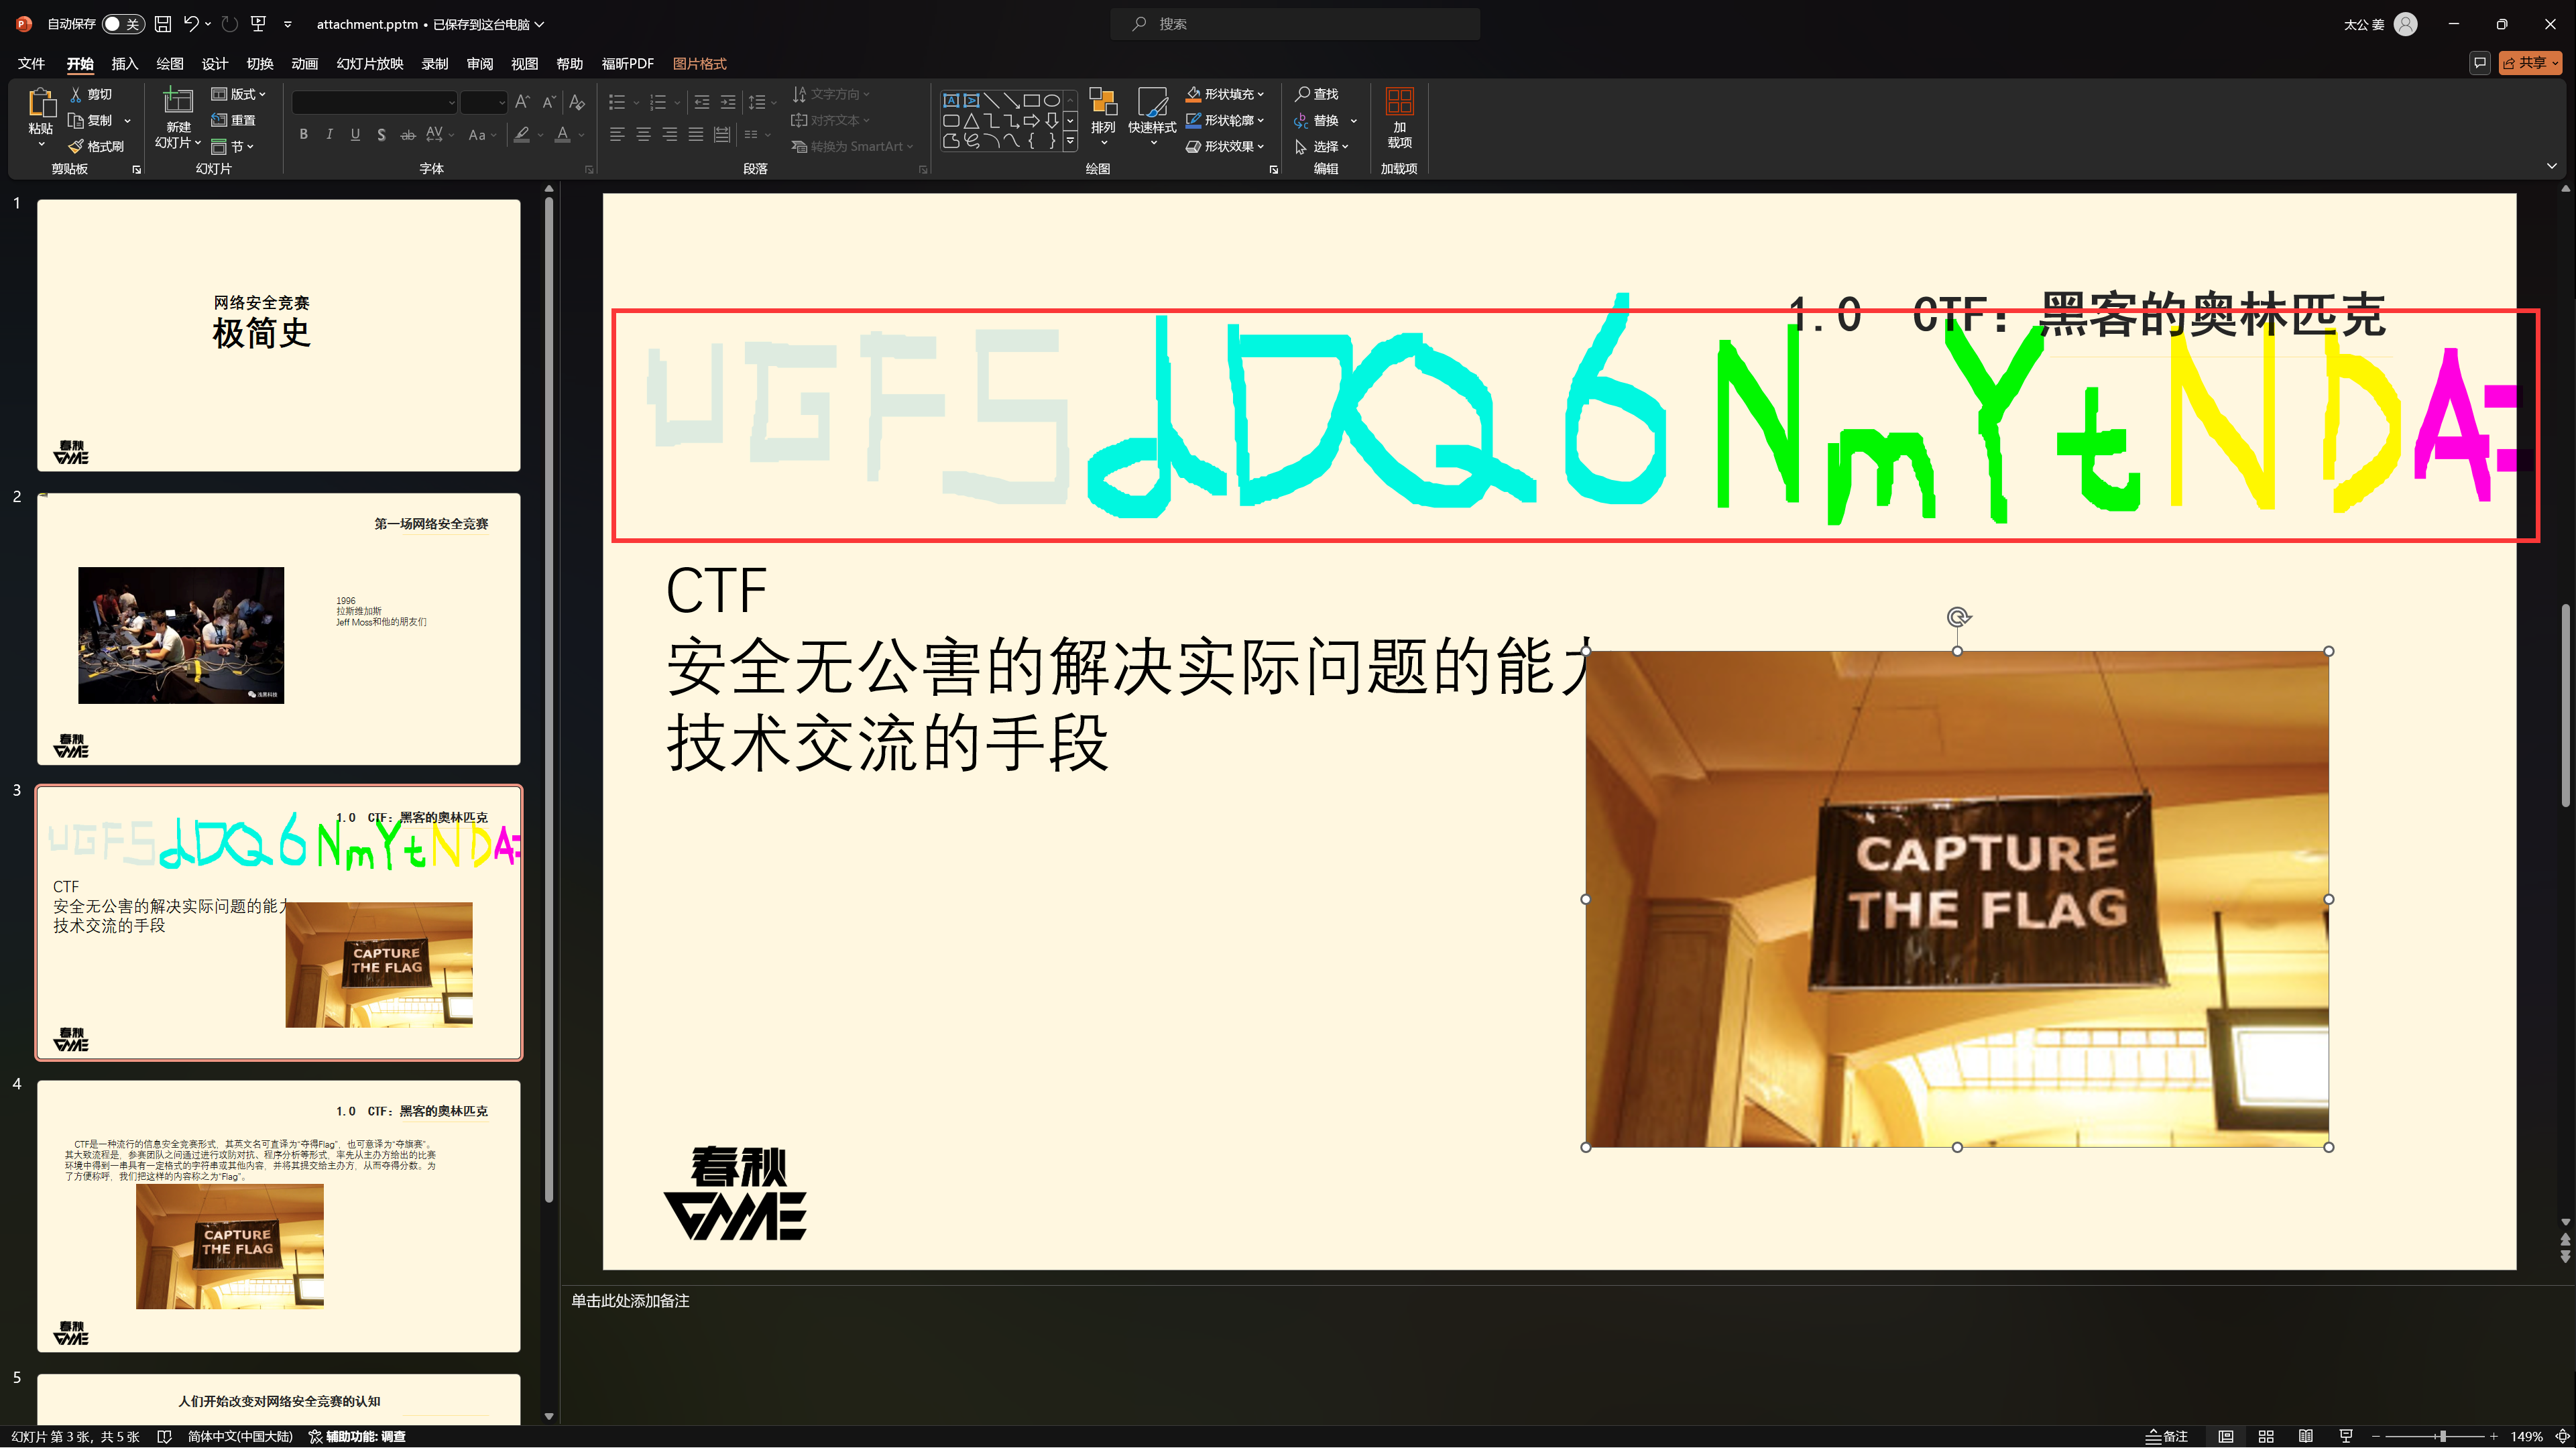 自动保存 关 attachment.pptm • 已保存到这台电脑 搜索 太公 姜
文件 开始 插入 绘图 设计 切换 动画 幻灯片放映 录制 审阅 视图 帮助 福昕PDF 图片格式 共享
粘贴 剪切 复制 格式刷 剪贴板
新建 幻灯片 版式 重置 节 幻灯片
B I U S ab AV Aa A 字体
文字方向 对齐文本 转换为 SmartArt 段落
排列 快速样式 形状填充 形状轮廓 形状效果 绘图
查找 替换 选择 编辑
加载项 加载项
1
网络安全竞赛
极简史
春秋
GAME
2
第一场网络安全竞赛
1996
拉斯维加斯
Jeff Moss和他的朋友们
浅黑科技
春秋
GAME
3
1.0 CTF：黑客的奥林匹克
UGFSdDQ6NmYtNDA=
CTF
安全无公害的解决实际问题的能力
技术交流的手段
CAPTURE
THE FLAG
春秋
GAME
4
1.0 CTF：黑客的奥林匹克
CTF是一种流行的信息安全竞赛形式，其英文名可直译为“夺得Flag”，也可意译为“夺旗赛”。
其大致流程是，参赛团队之间通过进行攻防对抗、程序分析等形式，率先从主办方给出的比赛
环境中得到一串具有一定格式的字符串或其他内容，并将其提交给主办方，从而夺得分数。为
了方便称呼，我们把这样的内容称之为“Flag”。
CAPTURE
THE FLAG
春秋
GAME
5
人们开始改变对网络安全竞赛的认知
1.0 CTF：黑客的奥林匹克
UGFSdDQ6NmYtNDA=
CTF
安全无公害的解决实际问题的能力
技术交流的手段
CAPTURE
THE FLAG
春秋
GAME
单击此处添加备注
幻灯片 第 3 张，共 5 张 简体中文(中国大陆) 辅助功能: 调查 备注 149%